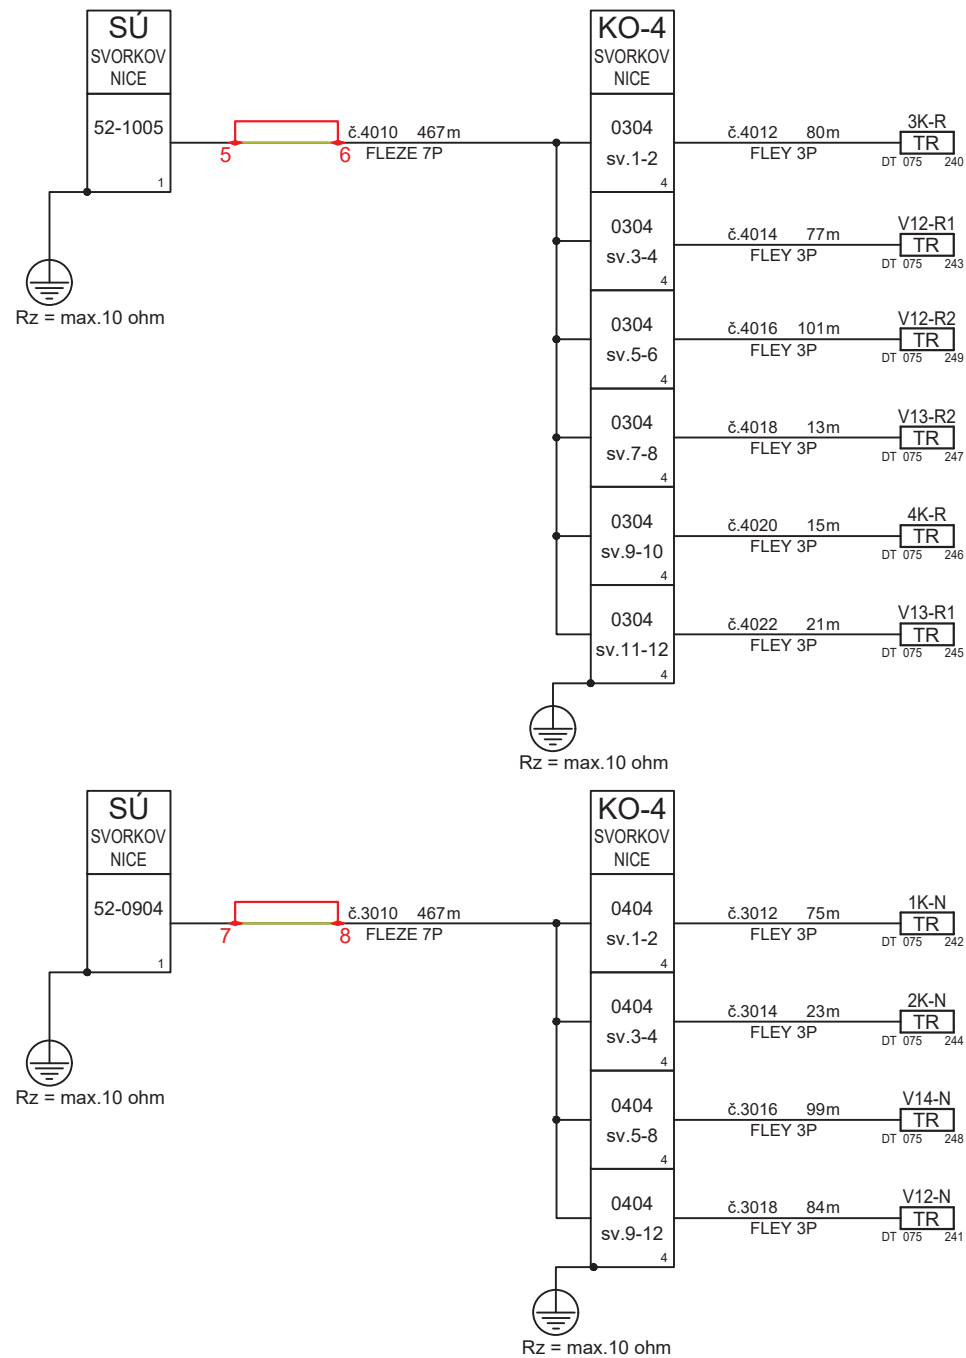 SÚ
SVORKOV
NICE
52-1005
1
Rz = max.10 ohm
5 6
č.4010 467m
FLEZE 7P
KO-4
SVORKOV
NICE
0304
sv.1-2
4
č.4012 80m
FLEY 3P
3K-R
TR
DT 075 240
0304
sv.3-4
4
č.4014 77m
FLEY 3P
V12-R1
TR
DT 075 243
0304
sv.5-6
4
č.4016 101m
FLEY 3P
V12-R2
TR
DT 075 249
0304
sv.7-8
4
č.4018 13m
FLEY 3P
V13-R2
TR
DT 075 247
0304
sv.9-10
4
č.4020 15m
FLEY 3P
4K-R
TR
DT 075 246
0304
sv.11-12
4
č.4022 21m
FLEY 3P
V13-R1
TR
DT 075 245
Rz = max.10 ohm
SÚ
SVORKOV
NICE
52-0904
1
Rz = max.10 ohm
7 8
č.3010 467m
FLEZE 7P
KO-4
SVORKOV
NICE
0404
sv.1-2
4
č.3012 75m
FLEY 3P
1K-N
TR
DT 075 242
0404
sv.3-4
4
č.3014 23m
FLEY 3P
2K-N
TR
DT 075 244
0404
sv.5-8
4
č.3016 99m
FLEY 3P
V14-N
TR
DT 075 248
0404
sv.9-12
4
č.3018 84m
FLEY 3P
V12-N
TR
DT 075 241
Rz = max.10 ohm